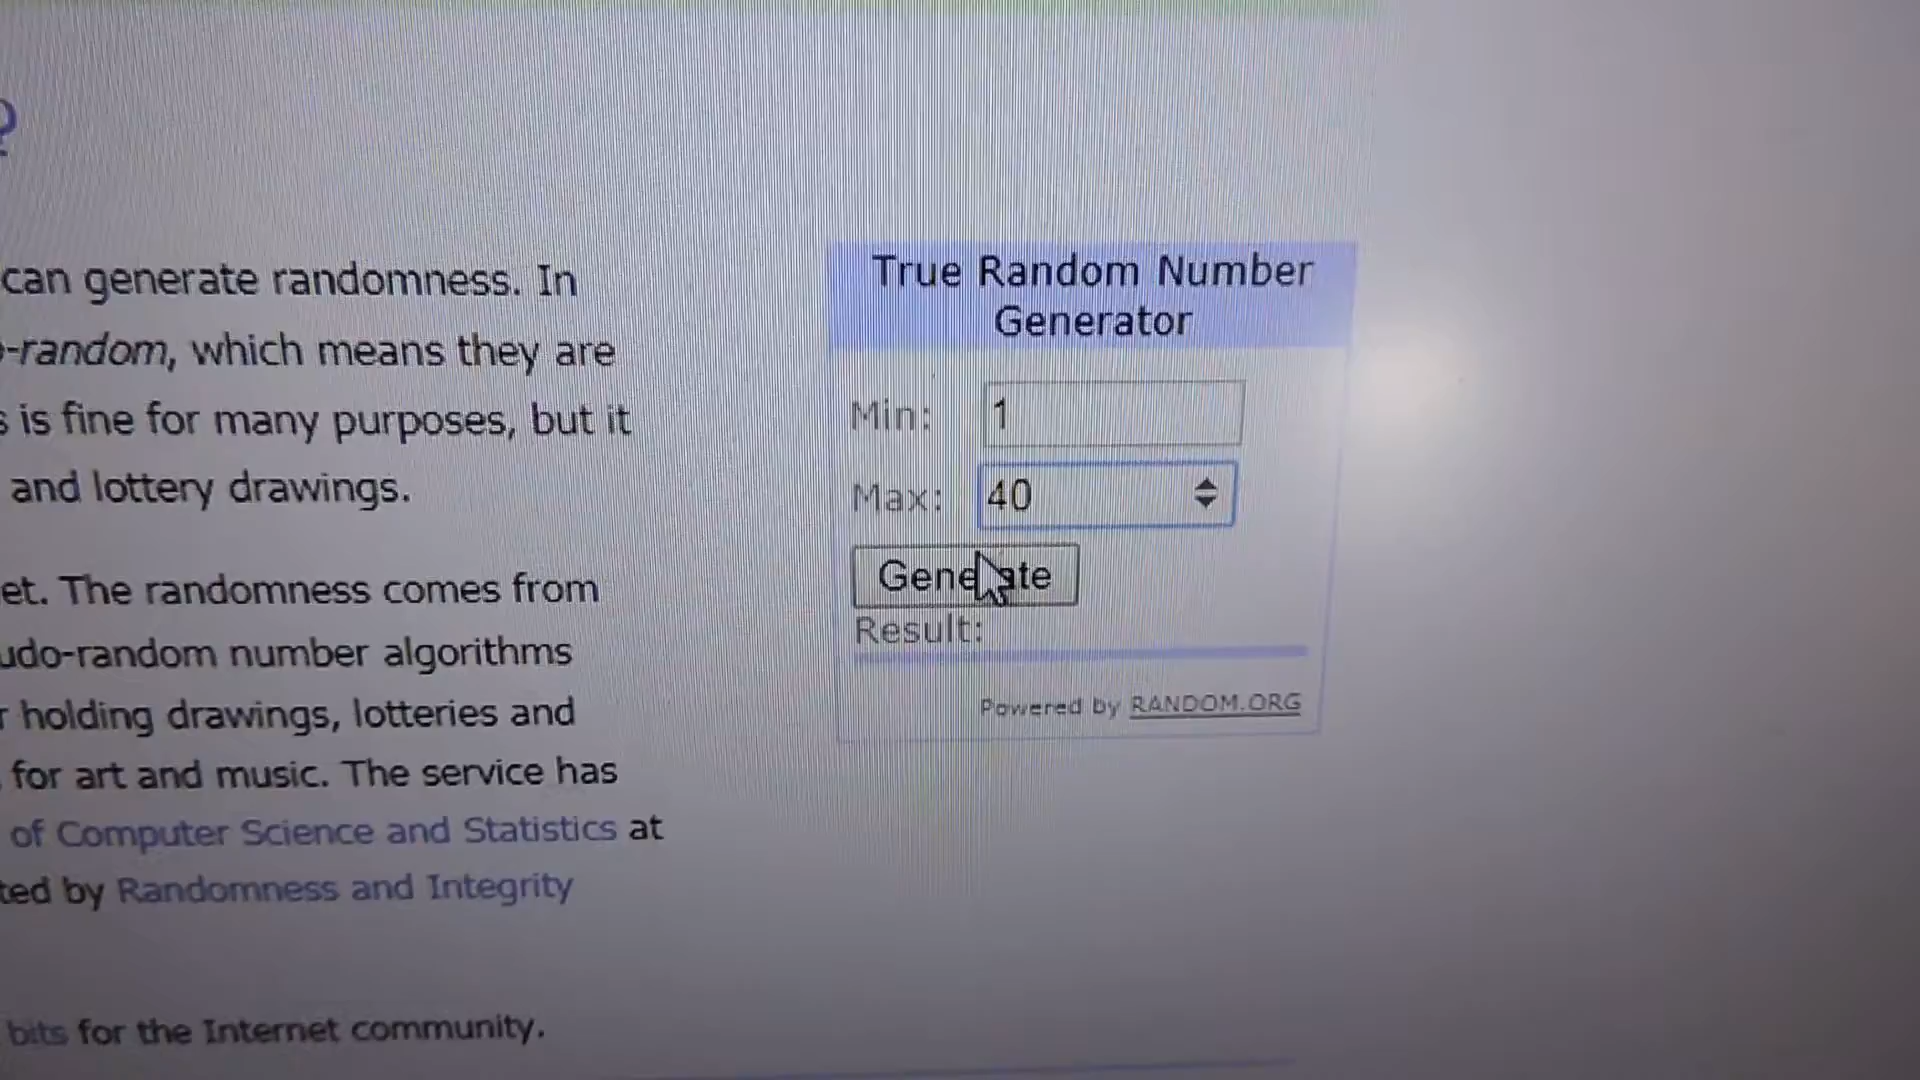 ?
can generate randomness. In
-random, which means they are
s is fine for many purposes, but it
and lottery drawings.
et. The randomness comes from
udo-random number algorithms
r holding drawings, lotteries and
for art and music. The service has
of Computer Science and Statistics at
ted by Randomness and Integrity
bits for the Internet community.
True Random Number
Generator
Min: 1
Max: 40
Generate
Result:
Powered by RANDOM.ORG